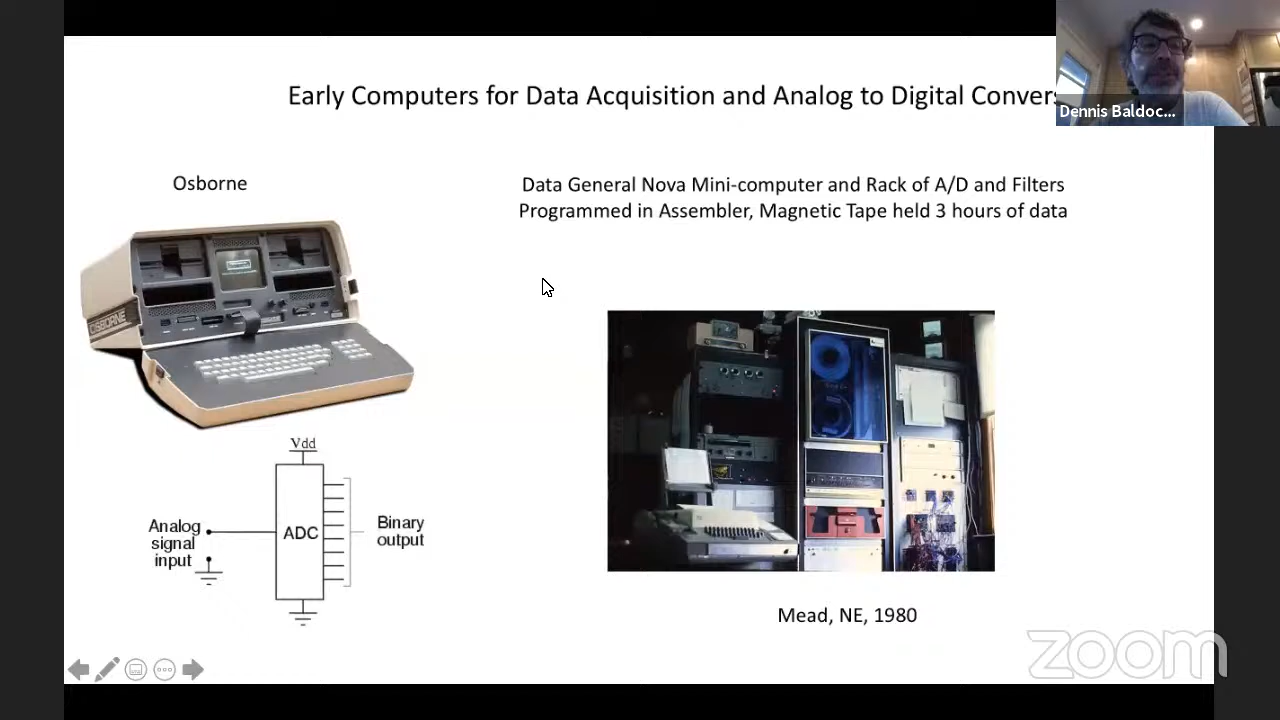 Early Computers for Data Acquisition and Analog to Digital Convers
Dennis Baldoc...
Osborne
Data General Nova Mini-computer and Rack of A/D and Filters
Programmed in Assembler, Magnetic Tape held 3 hours of data
OSBORNE
Vdd
Analog
signal
input
ADC
Binary
output
Mead, NE, 1980
zoom